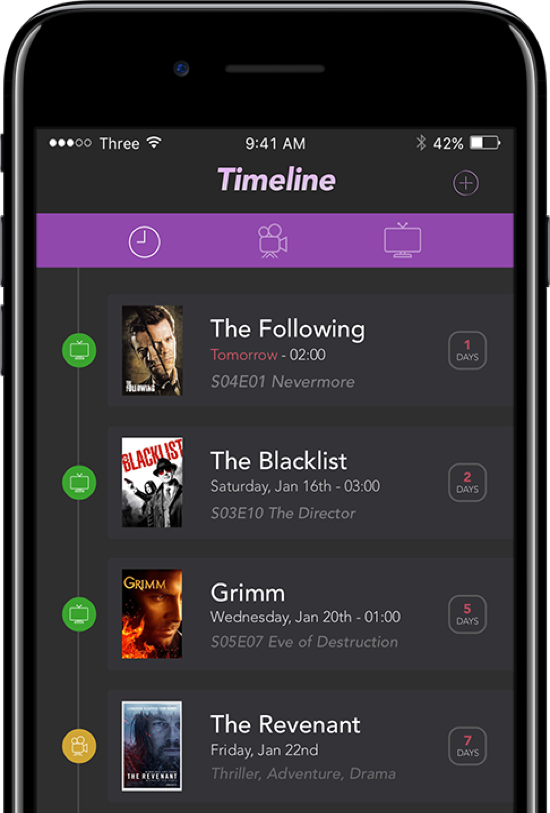 Three 9:41 AM 42%
Timeline
The Following
Tomorrow - 02:00
S04E01 Nevermore
1
DAYS
THE FOLLOWING
The Blacklist
Saturday, Jan 16th - 03:00
S03E10 The Director
2
DAYS
BLACKLIST
Grimm
Wednesday, Jan 20th - 01:00
S05E07 Eve of Destruction
5
DAYS
GRIMM
The Revenant
Friday, Jan 22nd
Thriller, Adventure, Drama
7
DAYS
THE REVENANT